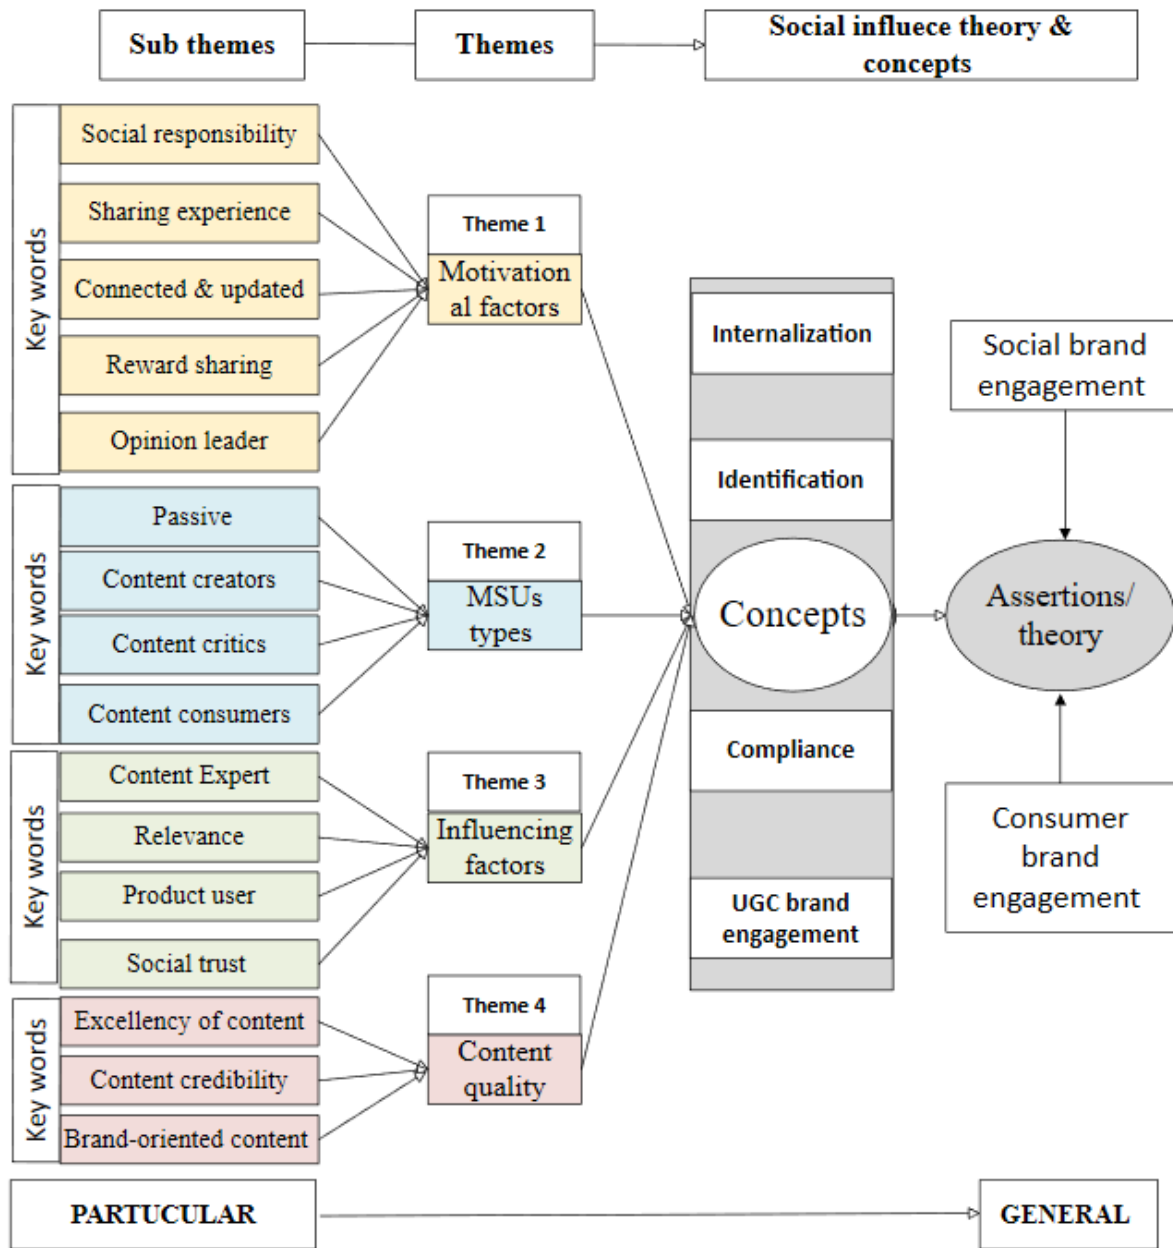 Sub themes
Themes
Social influece theory &
concepts
Key words
Social responsibility
Sharing experience
Connected & updated
Reward sharing
Opinion leader
Theme 1
Motivation
al factors
Key words
Passive
Content creators
Content critics
Content consumers
Theme 2
MSUs
types
Key words
Content Expert
Relevance
Product user
Social trust
Theme 3
Influencing
factors
Key words
Excellency of content
Content credibility
Brand-oriented content
Theme 4
Content
quality
Internalization
Identification
Concepts
Compliance
UGC brand
engagement
Social brand
engagement
Assertions/
theory
Consumer
brand
engagement
PARTUCULAR
GENERAL